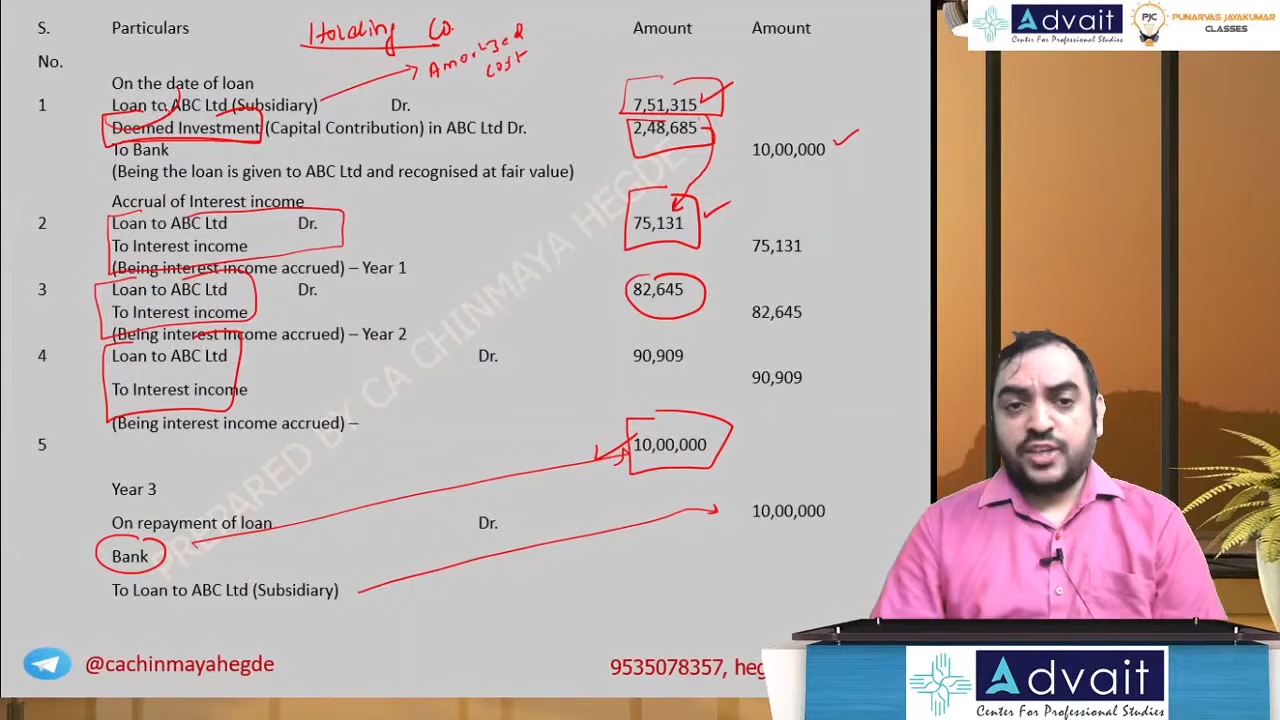 S. Particulars Amount Amount
No.
Holding Co.
Amorized cost
On the date of loan
1 Loan to ABC Ltd (Subsidiary) Dr. 7,51,315
Deemed Investment (Capital Contribution) in ABC Ltd Dr. 2,48,685
To Bank 10,00,000
(Being the loan is given to ABC Ltd and recognised at fair value)
Accrual of Interest income
2 Loan to ABC Ltd Dr. 75,131
To Interest income 75,131
(Being interest income accrued) – Year 1
3 Loan to ABC Ltd Dr. 82,645
To Interest income 82,645
(Being interest income accrued) – Year 2
4 Loan to ABC Ltd Dr. 90,909
To Interest income 90,909
(Being interest income accrued) –
5 10,00,000
Year 3
On repayment of loan Dr. 10,00,000
Bank
To Loan to ABC Ltd (Subsidiary)
PREPARED BY CA CHINMAYA HEGDE
@cachinmayahegde
9535078357, heg
Advait
Center For Professional Studies
PJC
PUNARVAS JAYAKUMAR
CLASSES
Advait
Center For Professional Studies